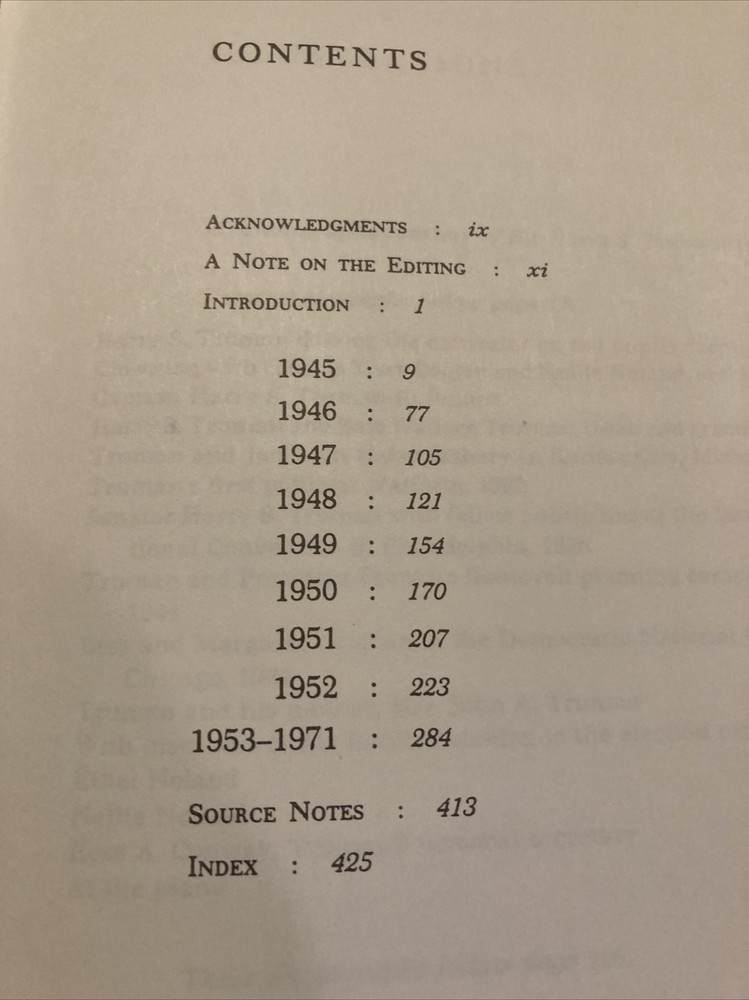 CONTENTS
ACKNOWLEDGMENTS : ix
A NOTE ON THE EDITING : xi
INTRODUCTION : 1
1945 : 9
1946 : 77
1947 : 105
1948 : 121
1949 : 154
1950 : 170
1951 : 207
1952 : 223
1953–1971 : 284
SOURCE NOTES : 413
INDEX : 425